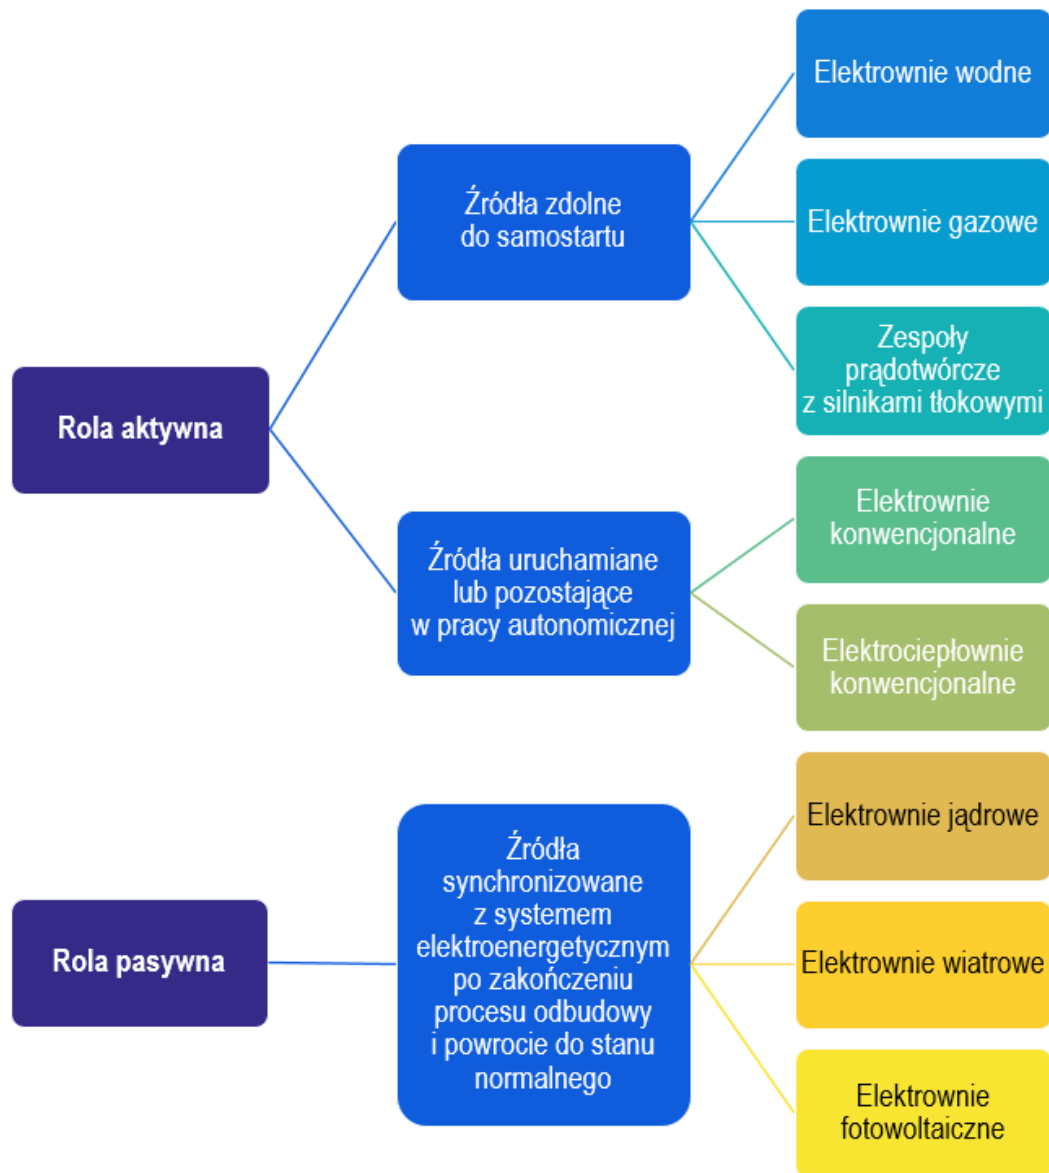 Rola aktywna
Źródła zdolne
do samostartu
Elektrownie wodne
Elektrownie gazowe
Zespoły
prądotwórcze
z silnikami tłokowymi
Źródła uruchamiane
lub pozostające
w pracy autonomicznej
Elektrownie
konwencjonalne
Elektrociepłownie
konwencjonalne
Rola pasywna
Źródła
synchronizowane
z systemem
elektroenergetycznym
po zakończeniu
procesu odbudowy
i powrocie do stanu
normalnego
Elektrownie jądrowe
Elektrownie wiatrowe
Elektrownie
fotowoltaiczne